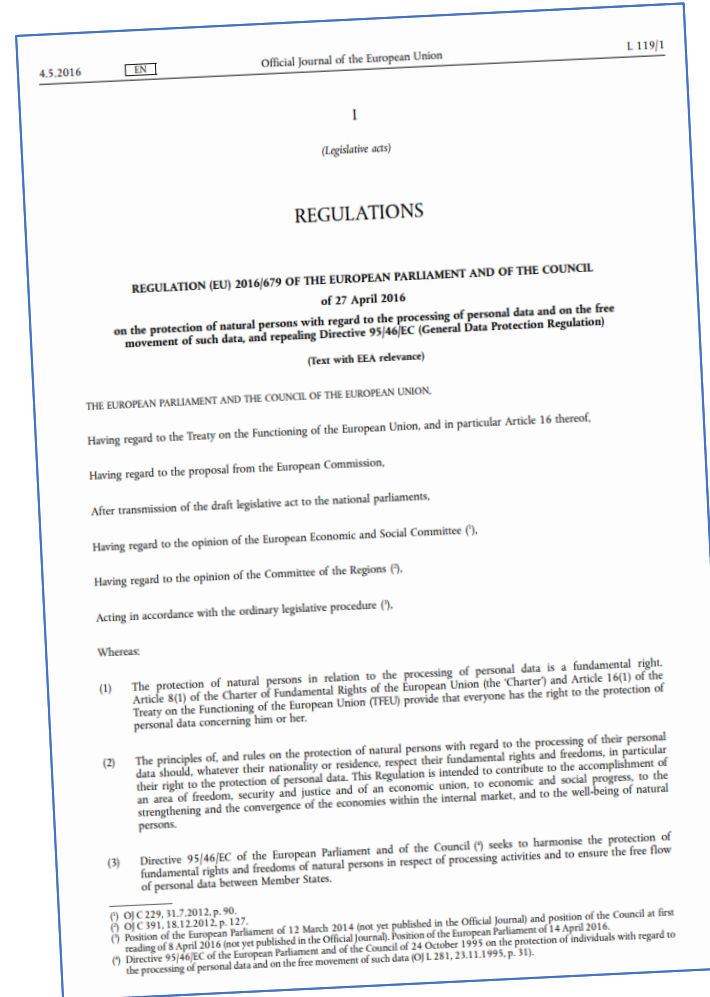 4.5.2016 EN Official Journal of the European Union L 119/1
I
(Legislative acts)
REGULATIONS
REGULATION (EU) 2016/679 OF THE EUROPEAN PARLIAMENT AND OF THE COUNCIL
of 27 April 2016
on the protection of natural persons with regard to the processing of personal data and on the free
movement of such data, and repealing Directive 95/46/EC (General Data Protection Regulation)
(Text with EEA relevance)
THE EUROPEAN PARLIAMENT AND THE COUNCIL OF THE EUROPEAN UNION,
Having regard to the Treaty on the Functioning of the European Union, and in particular Article 16 thereof,
Having regard to the proposal from the European Commission,
After transmission of the draft legislative act to the national parliaments,
Having regard to the opinion of the European Economic and Social Committee (¹),
Having regard to the opinion of the Committee of the Regions (²),
Acting in accordance with the ordinary legislative procedure (³),
Whereas:
(1) The protection of natural persons in relation to the processing of personal data is a fundamental right.
Article 8(1) of the Charter of Fundamental Rights of the European Union (the ‘Charter’) and Article 16(1) of the
Treaty on the Functioning of the European Union (TFEU) provide that everyone has the right to the protection of
personal data concerning him or her.
(2) The principles of, and rules on the protection of natural persons with regard to the processing of their personal
data should, whatever their nationality or residence, respect their fundamental rights and freedoms, in particular
their right to the protection of personal data. This Regulation is intended to contribute to the accomplishment of
an area of freedom, security and justice and of an economic union, to economic and social progress, to the
strengthening and the convergence of the economies within the internal market, and to the well-being of natural
persons.
(3) Directive 95/46/EC of the European Parliament and of the Council (⁴) seeks to harmonise the protection of
fundamental rights and freedoms of natural persons in respect of processing activities and to ensure the free flow
of personal data between Member States.
(¹) OJ C 229, 31.7.2012, p. 90.
(²) OJ C 391, 18.12.2012, p. 127.
(³) Position of the European Parliament of 12 March 2014 (not yet published in the Official Journal) and position of the Council at first
reading of 8 April 2016 (not yet published in the Official Journal). Position of the European Parliament of 14 April 2016.
(⁴) Directive 95/46/EC of the European Parliament and of the Council of 24 October 1995 on the protection of individuals with regard to
the processing of personal data and on the free movement of such data (OJ L 281, 23.11.1995, p. 31).